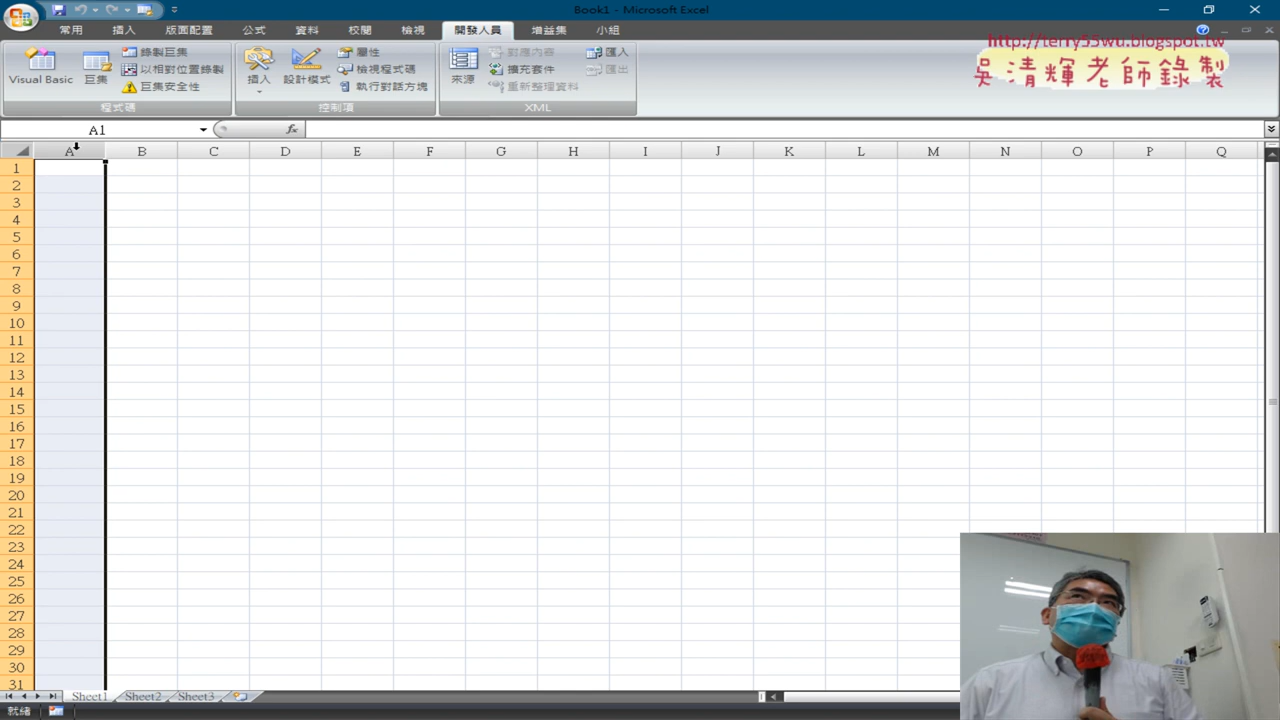 Book1 - Microsoft Excel
常用 插入 版面配置 公式 資料 校閱 檢視 開發人員 增益集 小組
http://terry55wu.blogspot.tw
吳清輝老師錄製
Visual Basic 巨集 錄製巨集 以相對位置錄製 巨集安全性
插入 設計模式 屬性 檢視程式碼 執行對話方塊
來源 對應內容 擴充套件 重新整理資料 匯入 匯出
程式碼 控制項 XML
A1 fx
A B C D E F G H I J K L M N O P Q
1
2
3
4
5
6
7
8
9
10
11
12
13
14
15
16
17
18
19
20
21
22
23
24
25
26
27
28
29
30
31
Sheet1 Sheet2 Sheet3
就緒